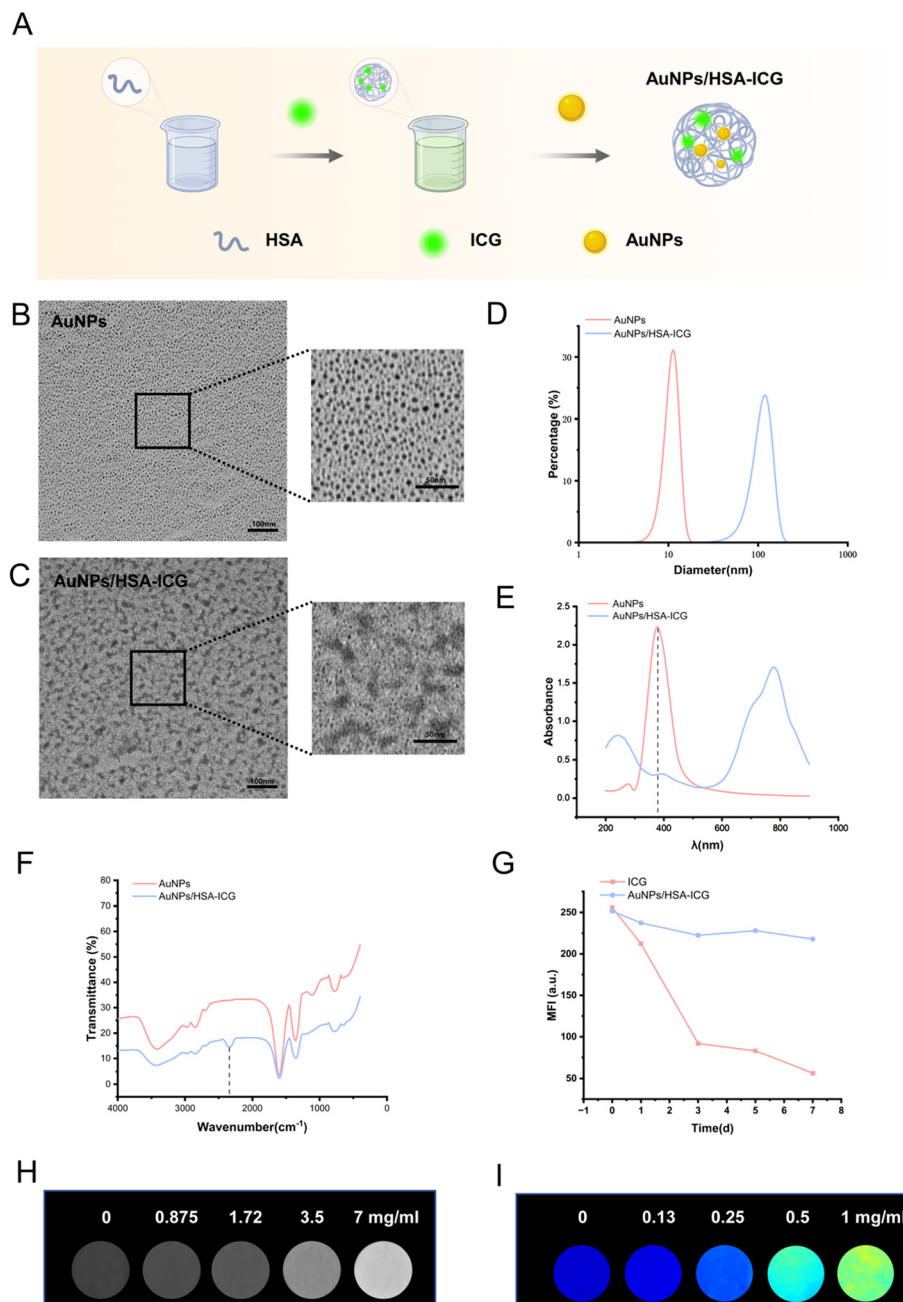 A
AuNPs/HSA-ICG
HSA
ICG
AuNPs
B
AuNPs
100nm
50nm
C
AuNPs/HSA-ICG
100nm
50nm
D
AuNPs
AuNPs/HSA-ICG
Percentage (%)
30
20
10
0
1
10
100
1000
Diameter(nm)
E
AuNPs
AuNPs/HSA-ICG
Absorbance
2.5
2.0
1.5
1.0
0.5
0.0
200
400
600
800
1000
λ(nm)
F
AuNPs
AuNPs/HSA-ICG
Transmittance (%)
80
70
60
50
40
30
20
10
0
4000
3000
2000
1000
0
Wavenumber(cm⁻¹)
G
ICG
AuNPs/HSA-ICG
MFI (a.u.)
250
200
150
100
50
−1 0 1 2 3 4 5 6 7 8
Time(d)
H
0 0.875 1.72 3.5 7 mg/ml
I
0 0.13 0.25 0.5 1 mg/ml